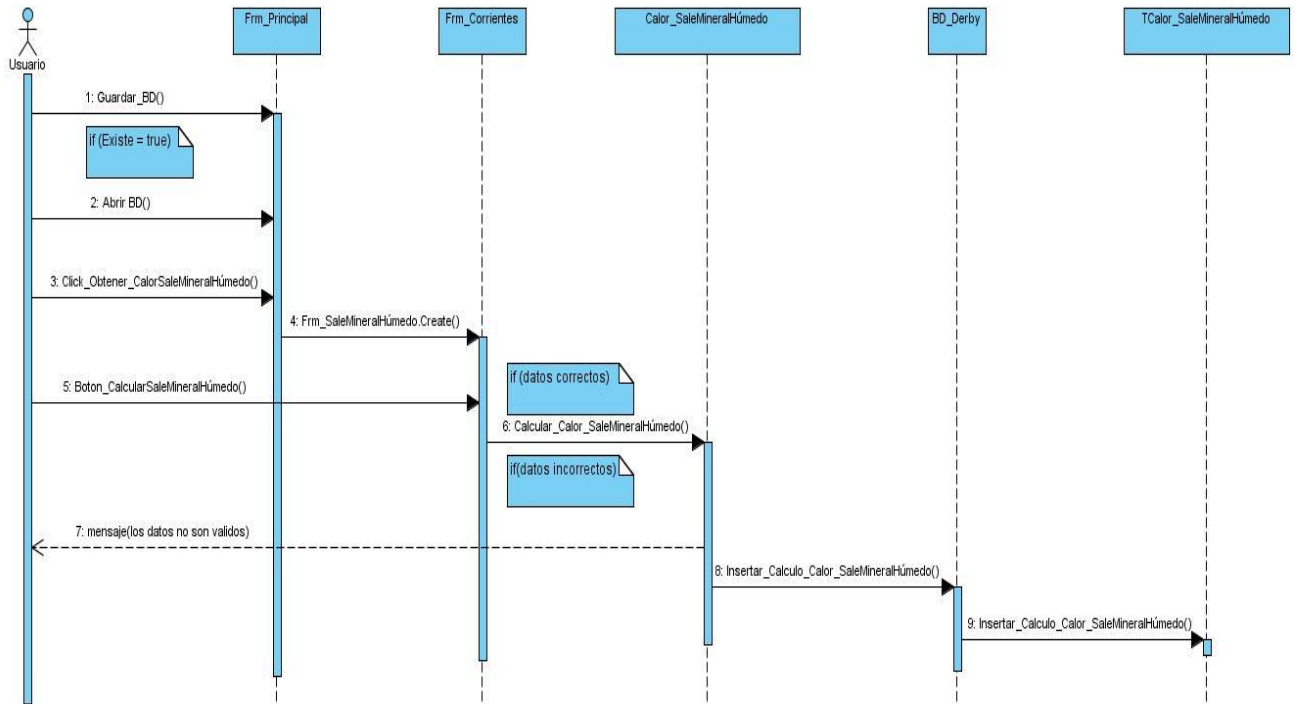 Frm_Principal
Frm_Corrientes
Calor_SaleMineralHúmedo
BD_Derby
TCalor_SaleMineralHúmedo
Usuario
1: Guardar_BD()
if (Existe = true)
2: Abrir BD()
3: Click_Obtener_CalorSaleMineralHúmedo()
4: Frm_SaleMineralHúmedo.Create()
if (datos correctos)
5: Boton_CalcularSaleMineralHúmedo()
6: Calcular_Calor_SaleMineralHúmedo()
if(datos incorrectos)
7: mensaje(los datos no son validos)
8: Insertar_Calculo_Calor_SaleMineralHúmedo()
9: Insertar_Calculo_Calor_SaleMineralHúmedo()